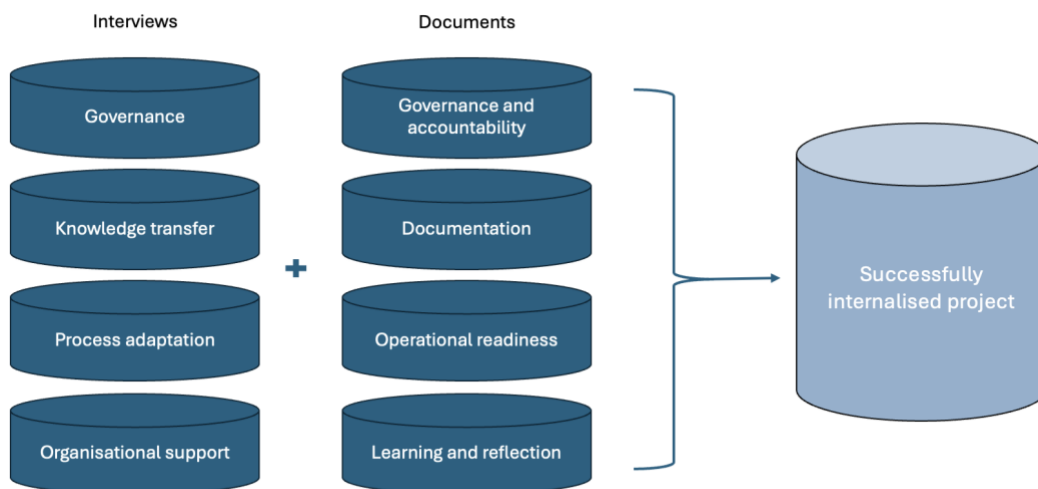 Interviews
Documents
Governance
Governance and
accountability
Knowledge transfer
Documentation
Process adaptation
Operational readiness
Organisational support
Learning and reflection
Successfully
internalised project